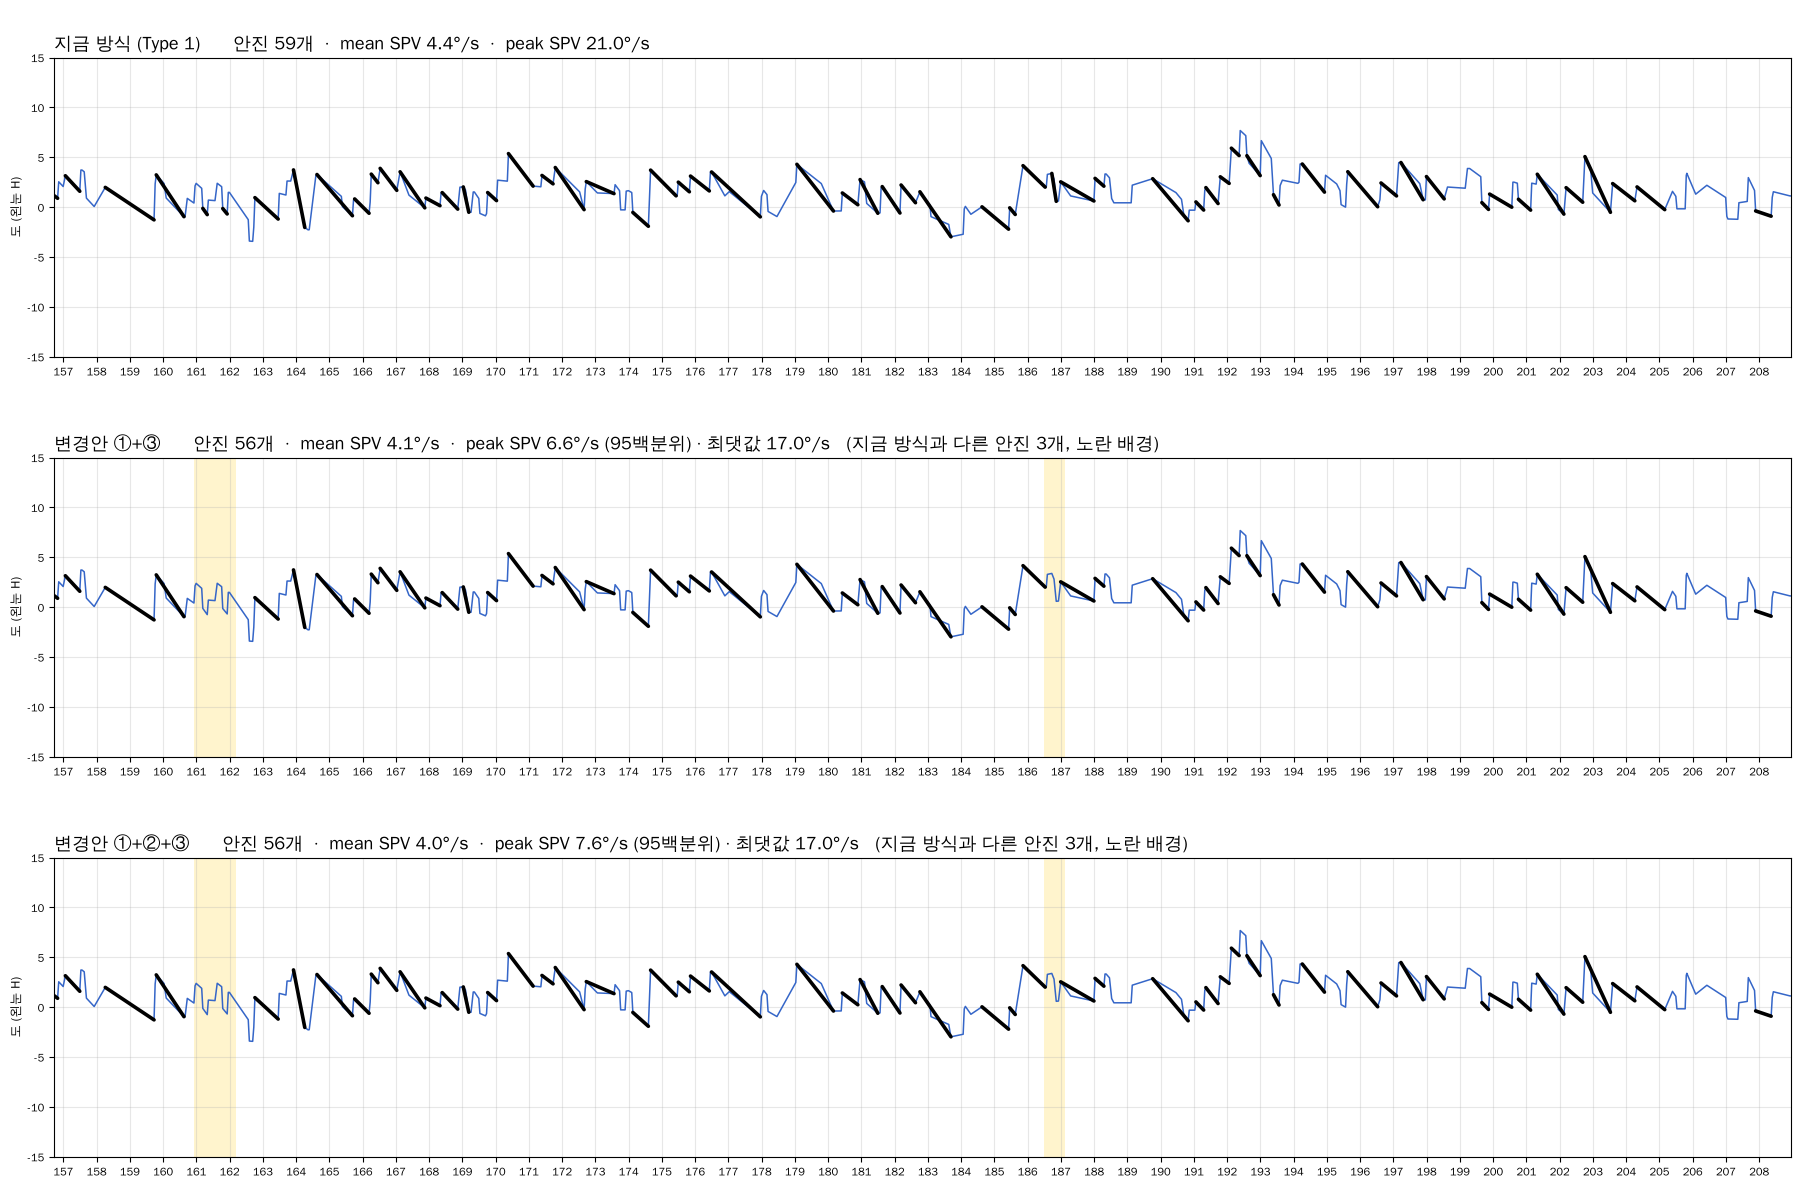 지금 방식 (Type 1) 안진 59개 · mean SPV 4.4°/s · peak SPV 21.0°/s
15
10
5
0
-5
-10
-15
도 (왼눈 H)
157 158 159 160 161 162 163 164 165 166 167 168 169 170 171 172 173 174 175 176 177 178 179 180 181 182 183 184 185 186 187 188 189 190 191 192 193 194 195 196 197 198 199 200 201 202 203 204 205 206 207 208
변경안 ①+③ 안진 56개 · mean SPV 4.1°/s · peak SPV 6.6°/s (95백분위) · 최댓값 17.0°/s (지금 방식과 다른 안진 3개, 노란 배경)
15
10
5
0
-5
-10
-15
도 (왼눈 H)
157 158 159 160 161 162 163 164 165 166 167 168 169 170 171 172 173 174 175 176 177 178 179 180 181 182 183 184 185 186 187 188 189 190 191 192 193 194 195 196 197 198 199 200 201 202 203 204 205 206 207 208
변경안 ①+②+③ 안진 56개 · mean SPV 4.0°/s · peak SPV 7.6°/s (95백분위) · 최댓값 17.0°/s (지금 방식과 다른 안진 3개, 노란 배경)
15
10
5
0
-5
-10
-15
도 (왼눈 H)
157 158 159 160 161 162 163 164 165 166 167 168 169 170 171 172 173 174 175 176 177 178 179 180 181 182 183 184 185 186 187 188 189 190 191 192 193 194 195 196 197 198 199 200 201 202 203 204 205 206 207 208